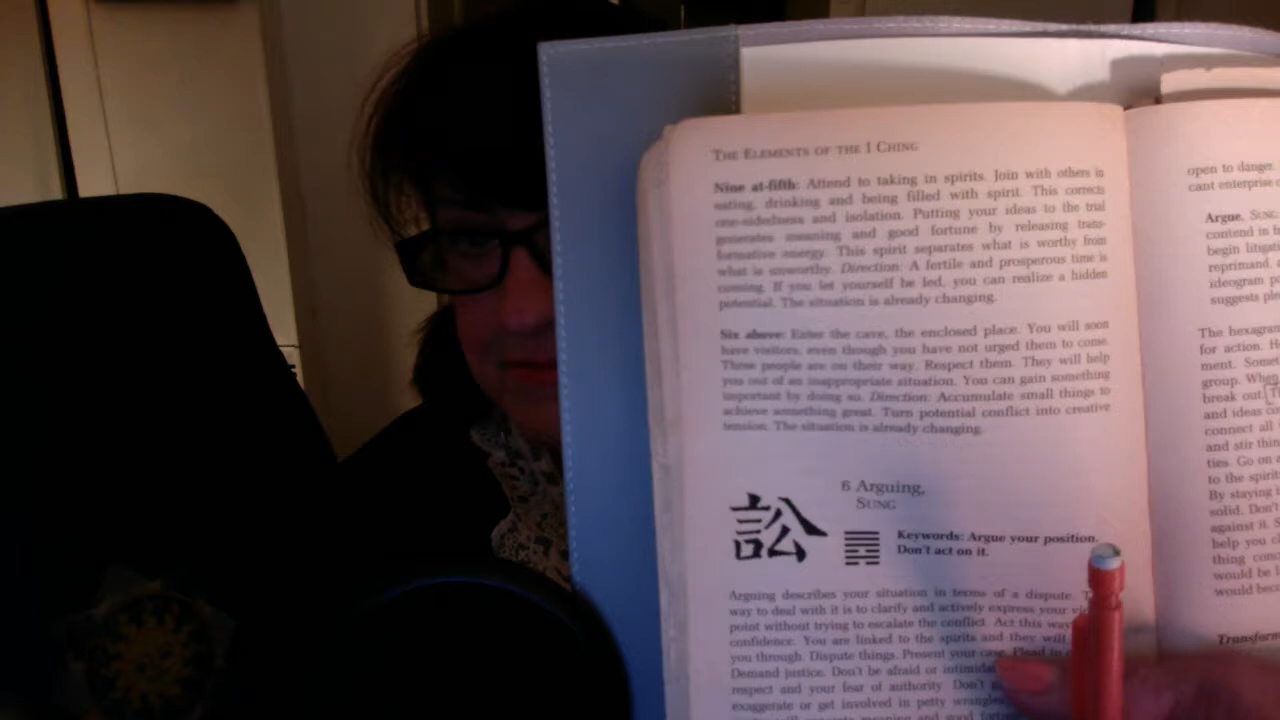 THE ELEMENTS OF THE I CHING
Nine at-fifth: Attend to taking in spirits. Join with others in
eating, drinking and being filled with spirit. This corrects
one-sidedness and isolation. Putting your ideas to the trial
generates meaning and good fortune by releasing trans-
formative energy. This spirit separates what is worthy from
what is unworthy. Direction: A fertile and prosperous time is
coming. If you let yourself be led, you can realize a hidden
potential. The situation is already changing.
Six above: Enter the cave, the enclosed place. You will soon
have visitors, even though you have not urged them to come.
These people are on their way. Respect them. They will help
you out of an inappropriate situation. You can gain something
important by doing so. Direction: Accumulate small things to
achieve something great. Turn potential conflict into creative
tension. The situation is already changing.
訟
6 Arguing,
SUNG
Keywords: Argue your position.
Don't act on it.
Arguing describes your situation in terms of a dispute.
way to deal with it is to clarify and actively express your
point without trying to escalate the conflict. Act this way
confidence. You are linked to the spirits and they will
you through. Dispute things. Present your case. Plead
Demand justice. Don't be afraid or intimidat
respect and your fear of authority. Don't
exaggerate or get involved in petty wrangle
meaning and good
open to danger.
cant enterprise
Argue, SUNG
contend in
begin litigat
reprimand,
ideogram
suggests
The hexagram
for action.
ment. Some
group. When
break out.
and ideas
connect all
and stir thin
ties. Go on
to the spirit
By staying
solid. Don't
against it.
help you
thing
would be
would
Transform